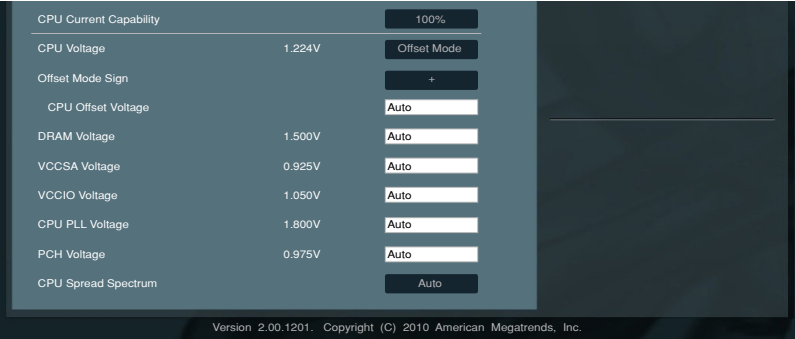 CPU Current Capability 100%
CPU Voltage 1.224V Offset Mode
Offset Mode Sign +
CPU Offset Voltage Auto
DRAM Voltage 1.500V Auto
VCCSA Voltage 0.925V Auto
VCCIO Voltage 1.050V Auto
CPU PLL Voltage 1.800V Auto
PCH Voltage 0.975V Auto
CPU Spread Spectrum Auto
Version 2.00.1201. Copyright (C) 2010 American Megatrends, Inc.